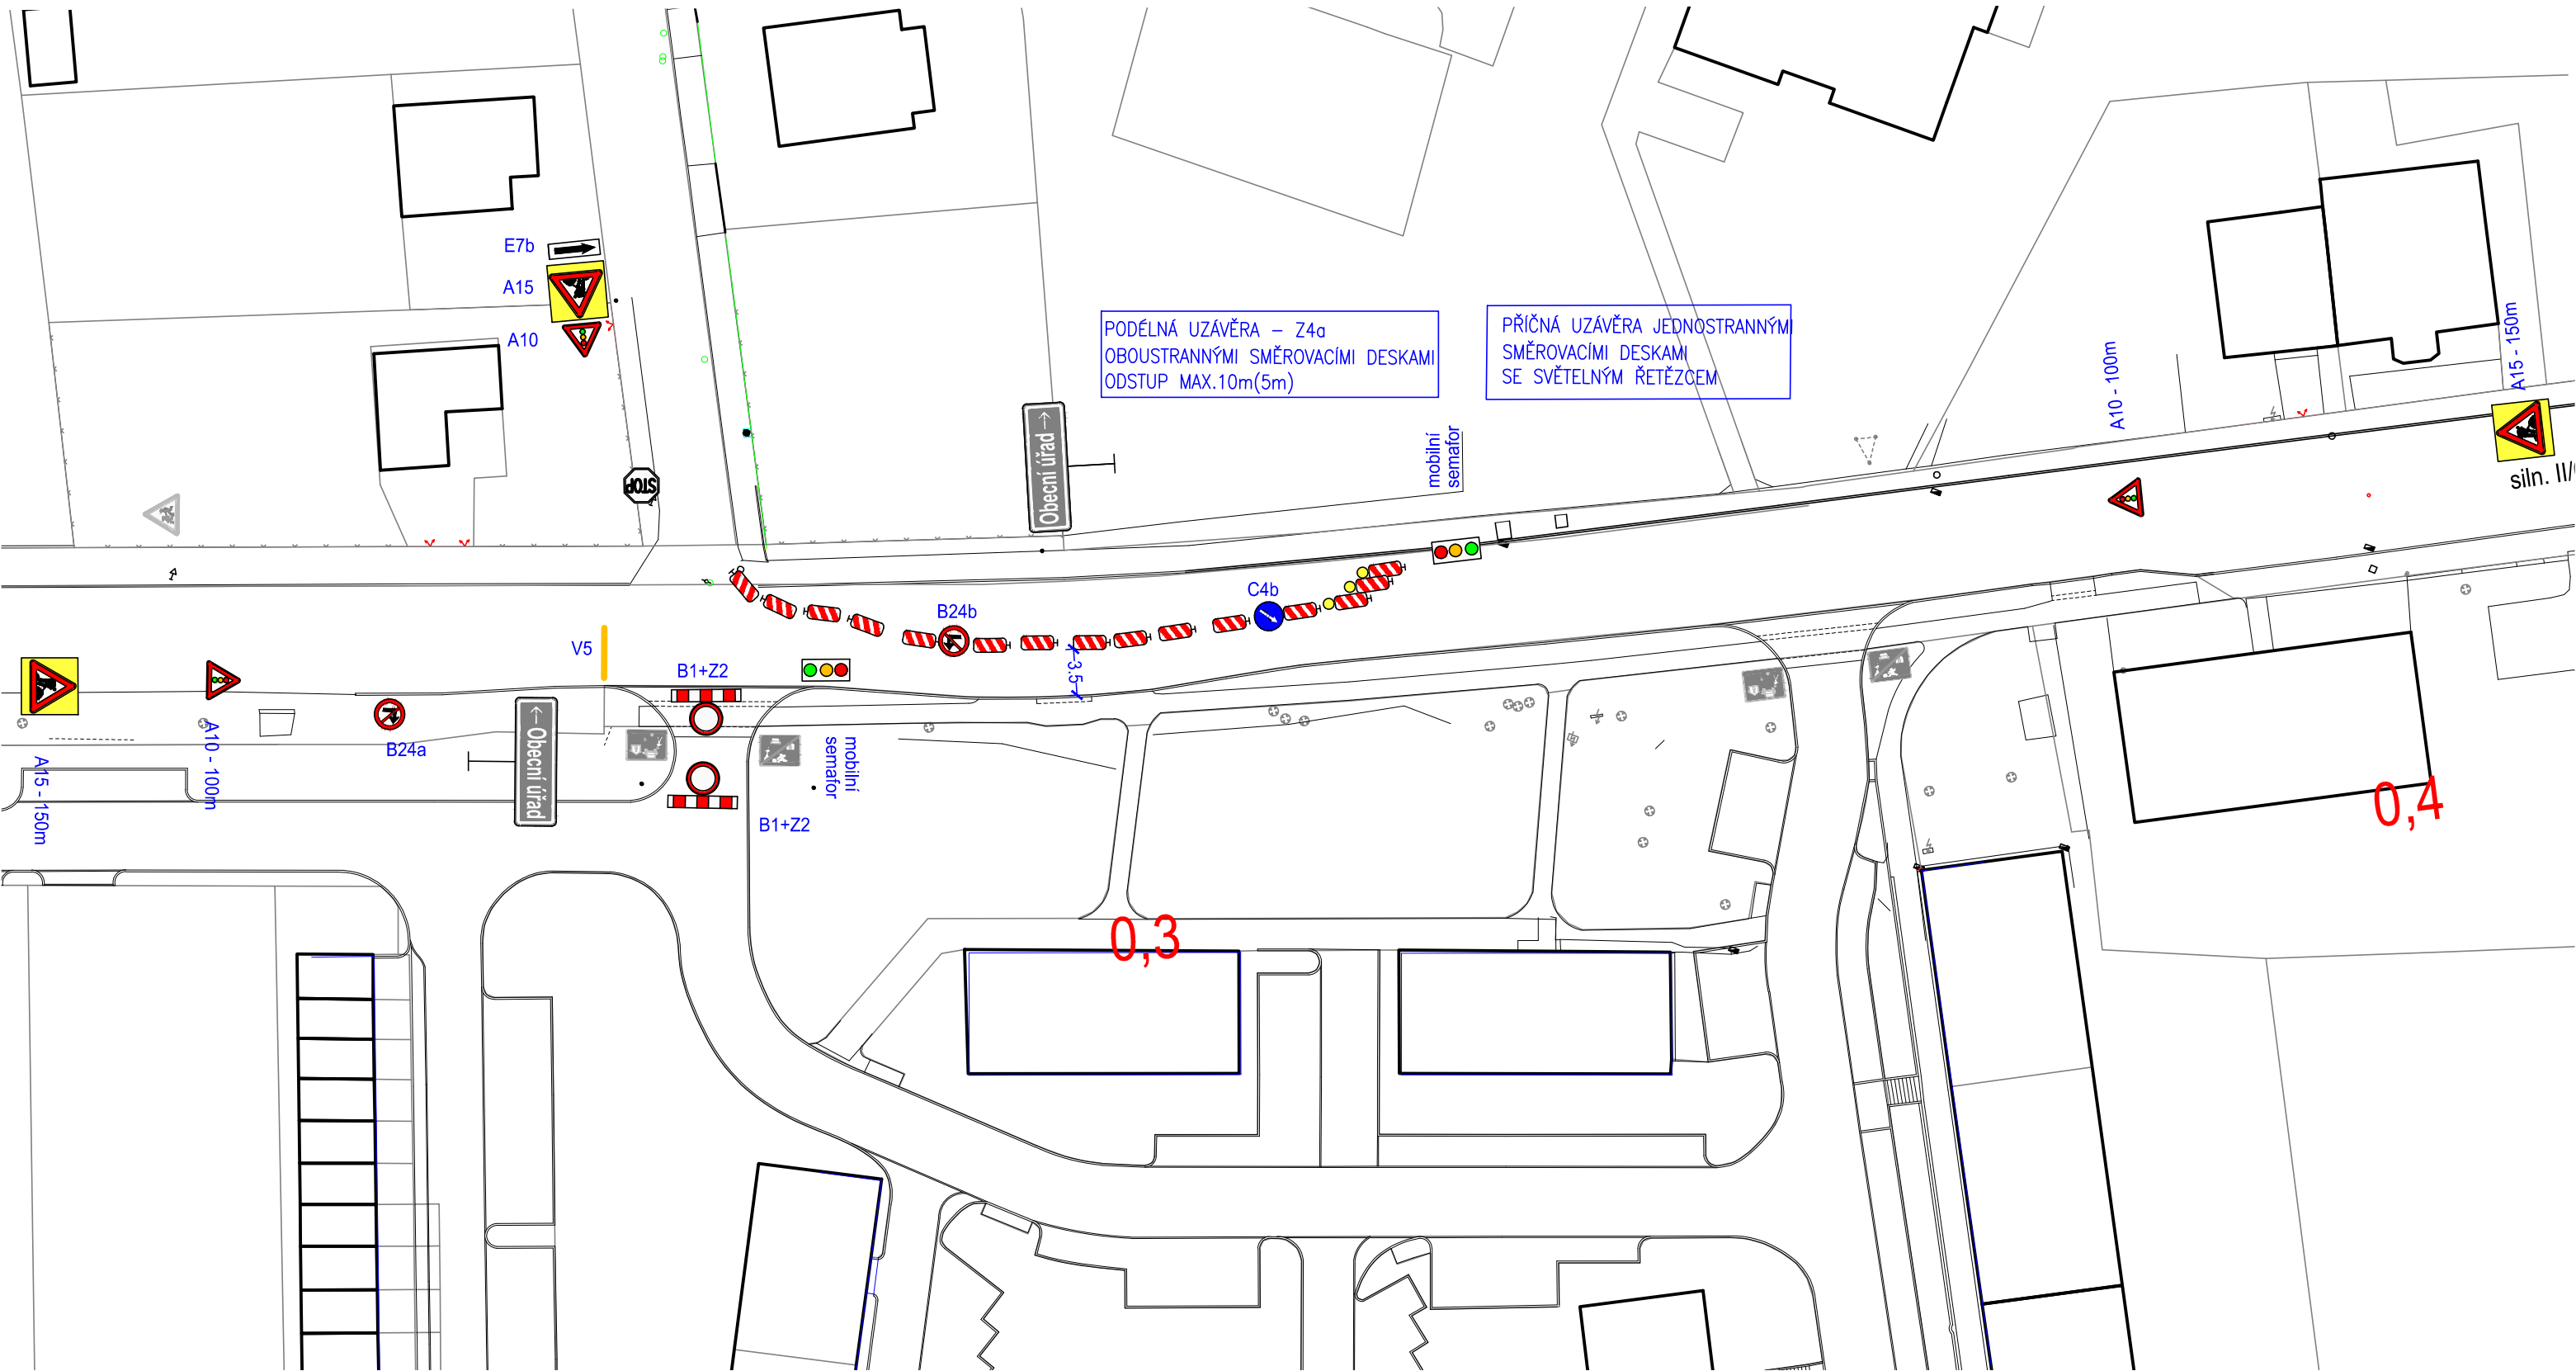 E7b
A15
A10
STOP
PODÉLNÁ UZÁVĚRA – Z4a
OBOUSTRANNÝMI SMĚROVACÍMI DESKAMI
ODSTUP MAX.10m(5m)
PŘÍČNÁ UZÁVĚRA JEDNOSTRANNÝMI
SMĚROVACÍMI DESKAMI
SE SVĚTELNÝM ŘETĚZCEM
Obecní úřad →
mobilní
semafor
A10 - 100m
A15 - 150m
siln. II/
C4b
B24b
V5
B1+Z2
3.5
B24a
A10 - 100m
A15 - 150m
← Obecní úřad
mobilní
semafor
B1+Z2
0,3
0,4